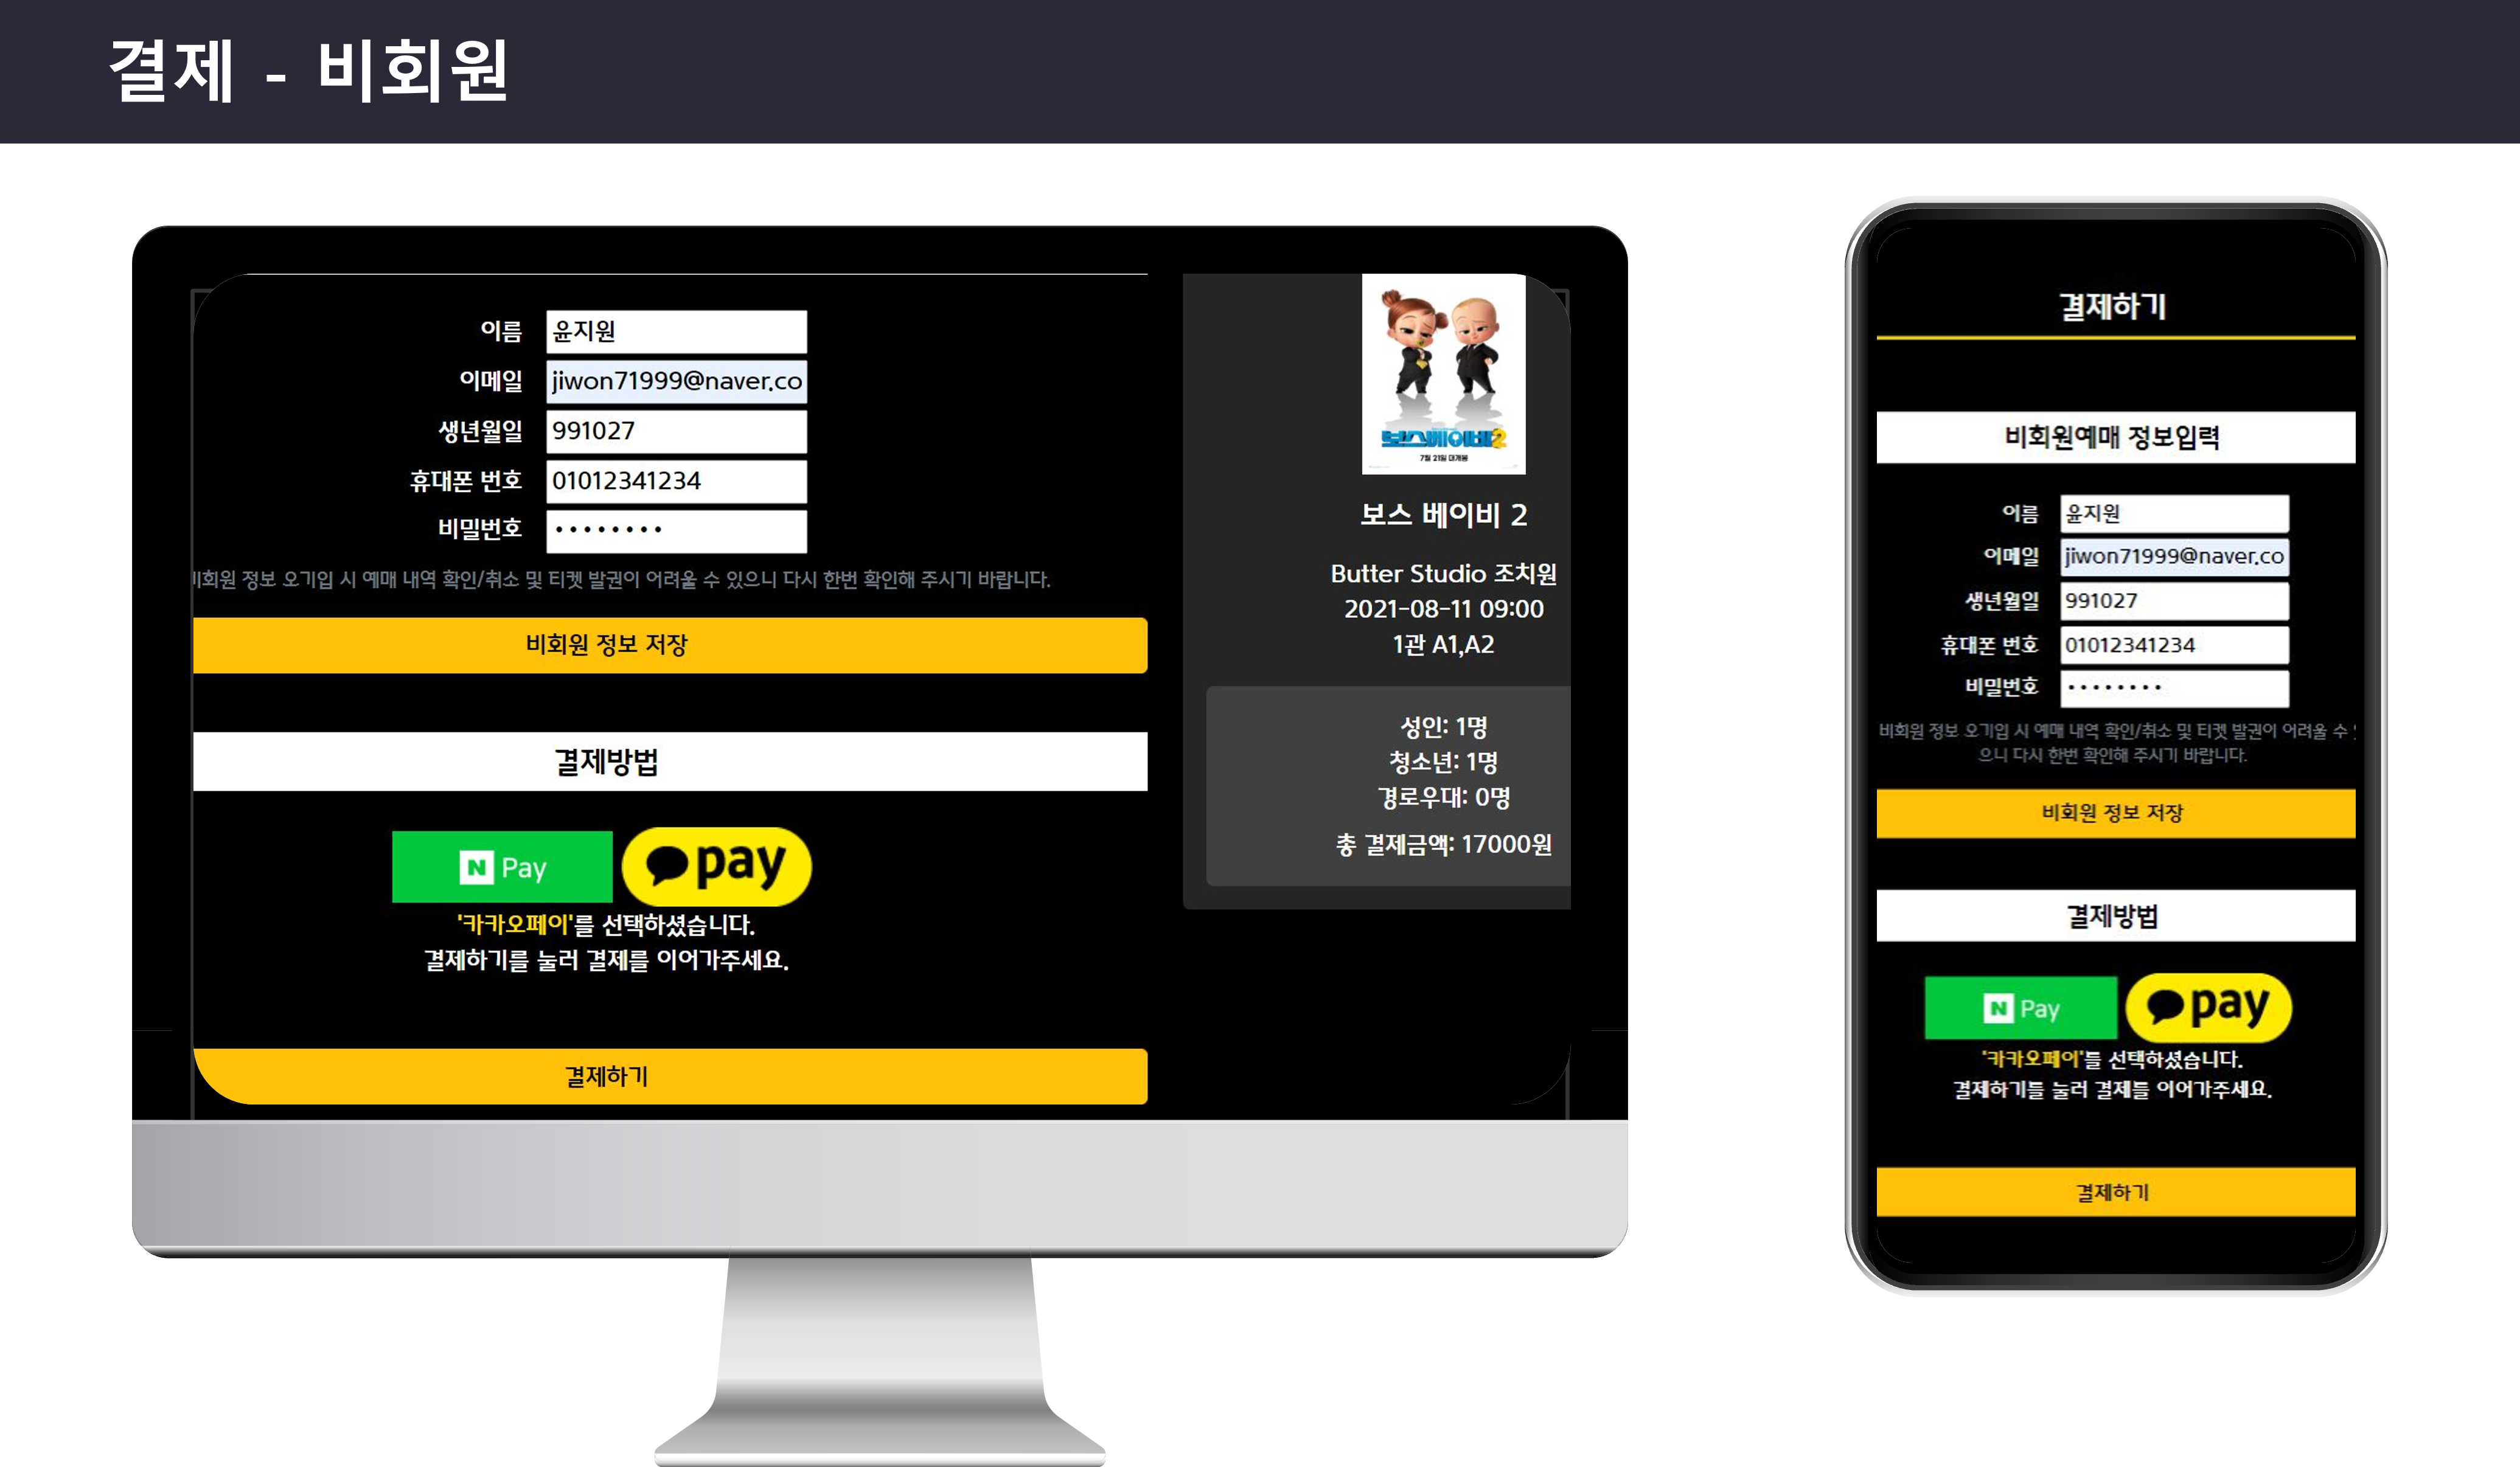 결제 - 비회원
이름 윤지원
이메일 jiwon71999@naver.co
생년월일 991027
휴대폰 번호 01012341234
비밀번호 ••••••••
회원 정보 오기입 시 예매 내역 확인/취소 및 티켓 발권이 어려울 수 있으니 다시 한번 확인해 주시기 바랍니다.
비회원 정보 저장
결제방법
N Pay pay
'카카오페이'를 선택하셨습니다.
결제하기를 눌러 결제를 이어가주세요.
결제하기
보스베이비2
7월 21일 대개봉
보스 베이비 2
Butter Studio 조치원
2021-08-11 09:00
1관 A1,A2
성인: 1명
청소년: 1명
경로우대: 0명
총 결제금액: 17000원
결제하기
비회원예매 정보입력
이름 윤지원
이메일 jiwon71999@naver.co
생년월일 991027
휴대폰 번호 01012341234
비밀번호 ••••••••
비회원 정보 오기입 시 예매 내역 확인/취소 및 티켓 발권이 어려울 수
으니 다시 한번 확인해 주시기 바랍니다.
비회원 정보 저장
결제방법
N Pay pay
'카카오페이'를 선택하셨습니다.
결제하기를 눌러 결제를 이어가주세요.
결제하기